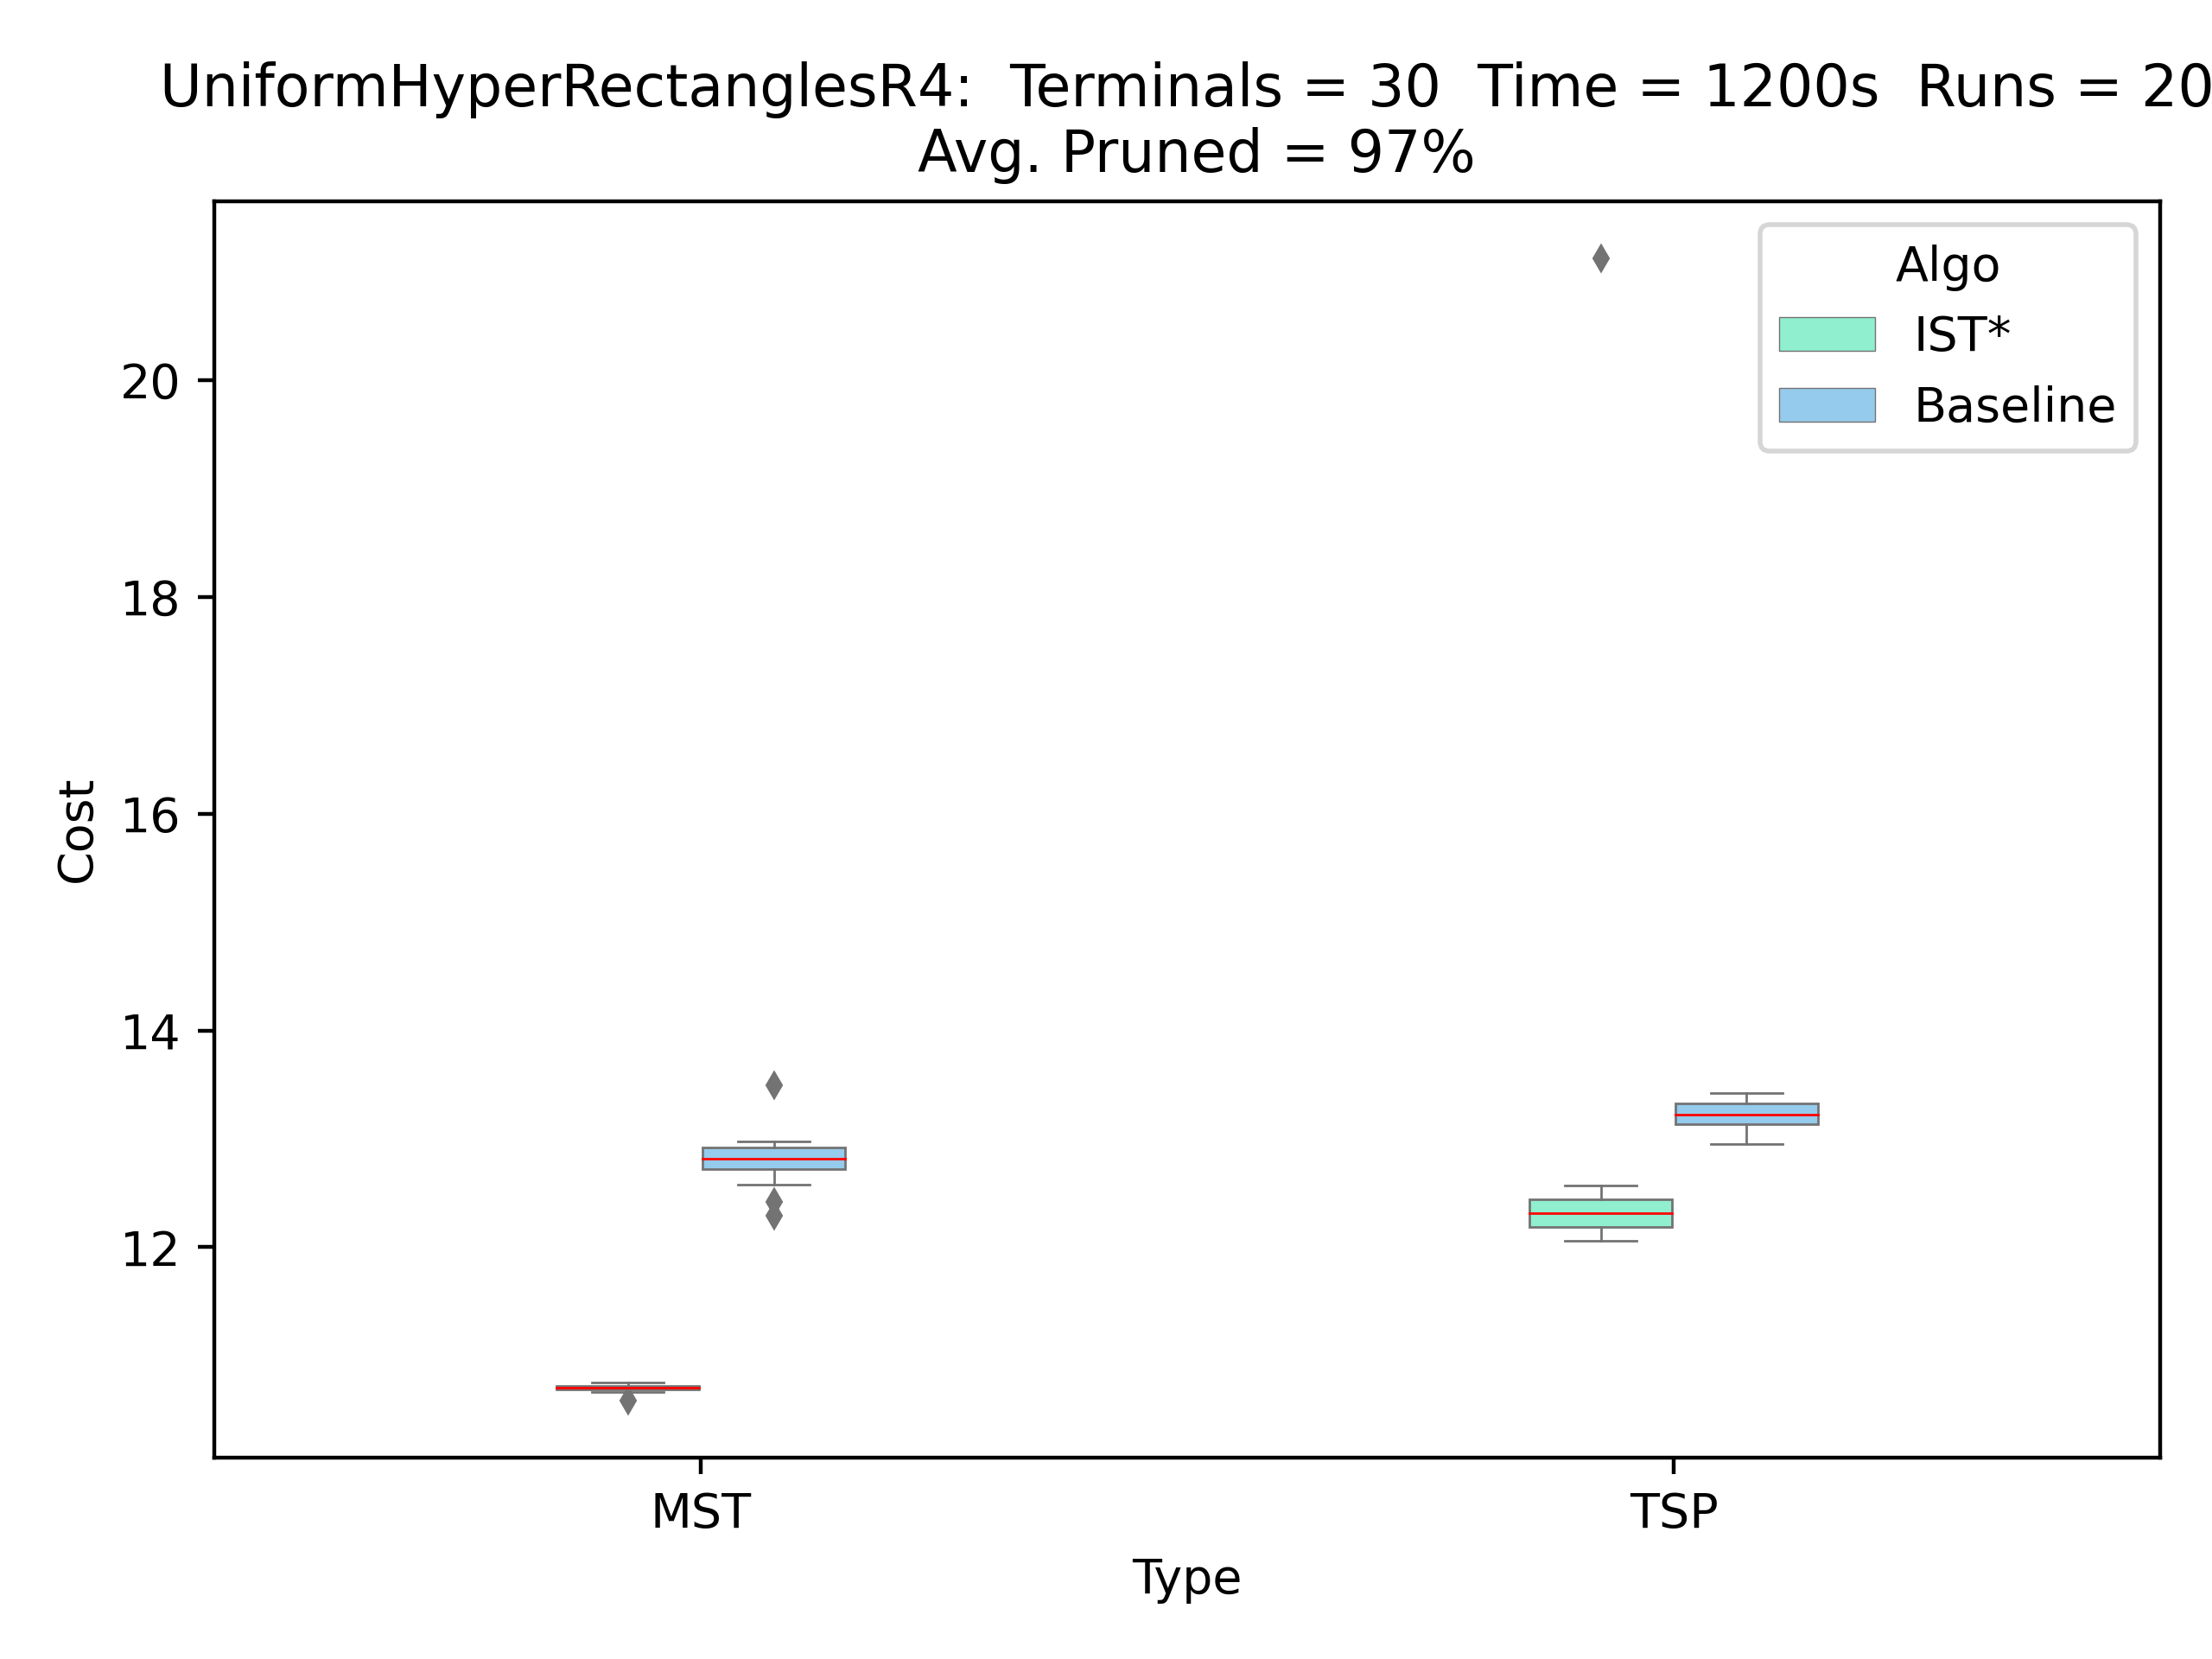 UniformHyperRectanglesR4: Terminals = 30 Time = 1200s Runs = 20
Avg. Pruned = 97%
Algo
IST*
Baseline
20
18
16
14
12
Cost
MST
TSP
Type